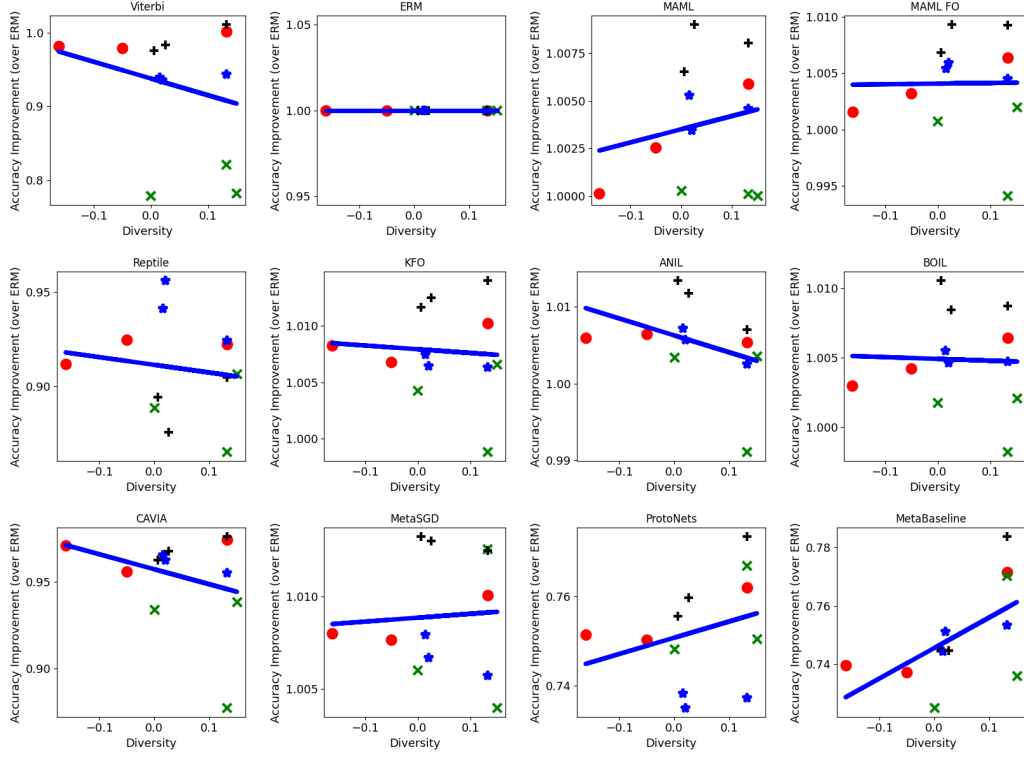 Viterbi
Accuracy Improvement (over ERM)
1.0
0.9
0.8
−0.1 0.0 0.1
Diversity
ERM
Accuracy Improvement (over ERM)
1.05
1.00
0.95
−0.1 0.0 0.1
Diversity
MAML
Accuracy Improvement (over ERM)
1.0075
1.0050
1.0025
1.0000
−0.1 0.0 0.1
Diversity
MAML FO
Accuracy Improvement (over ERM)
1.010
1.005
1.000
0.995
−0.1 0.0 0.1
Diversity
Reptile
Accuracy Improvement (over ERM)
0.95
0.90
−0.1 0.0 0.1
Diversity
KFO
Accuracy Improvement (over ERM)
1.010
1.005
1.000
−0.1 0.0 0.1
Diversity
ANIL
Accuracy Improvement (over ERM)
1.01
1.00
0.99
−0.1 0.0 0.1
Diversity
BOIL
Accuracy Improvement (over ERM)
1.010
1.005
1.000
−0.1 0.0 0.1
Diversity
CAVIA
Accuracy Improvement (over ERM)
0.95
0.90
−0.1 0.0 0.1
Diversity
MetaSGD
Accuracy Improvement (over ERM)
1.010
1.005
−0.1 0.0 0.1
Diversity
ProtoNets
Accuracy Improvement (over ERM)
0.76
0.74
−0.1 0.0 0.1
Diversity
MetaBaseline
Accuracy Improvement (over ERM)
0.78
0.76
0.74
−0.1 0.0 0.1
Diversity